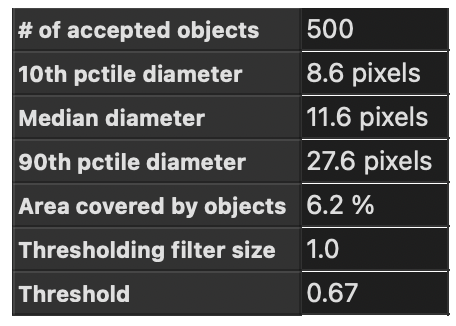 # of accepted objects 500
10th pctile diameter 8.6 pixels
Median diameter 11.6 pixels
90th pctile diameter 27.6 pixels
Area covered by objects 6.2 %
Thresholding filter size 1.0
Threshold 0.67